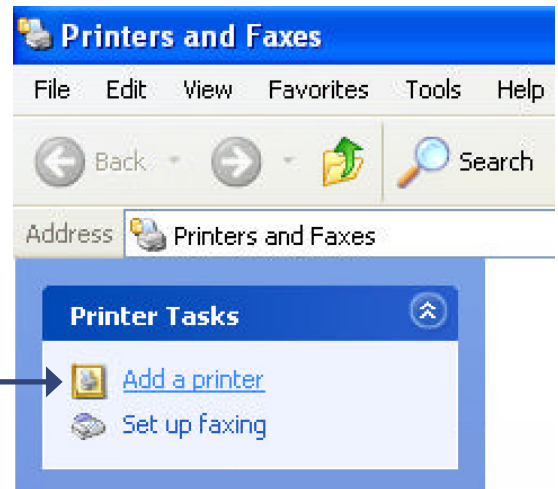 Printers and Faxes
File Edit View Favorites Tools Help
Back Search
Address Printers and Faxes
Printer Tasks
Add a printer
Set up faxing